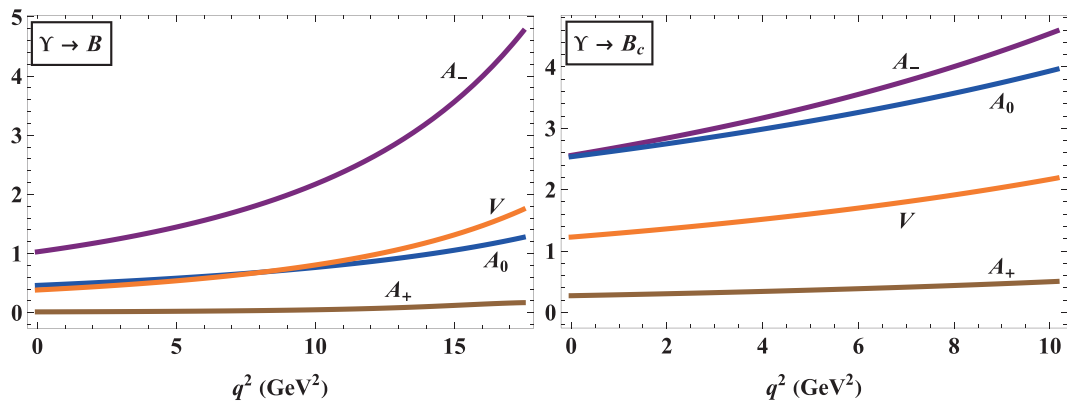 ϒ → B
A₋
V
A₀
A₊
5
4
3
2
1
0
0 5 10 15
q² (GeV²)
ϒ → B_c
A₋
A₀
V
A₊
4
3
2
1
0
0 2 4 6 8 10
q² (GeV²)